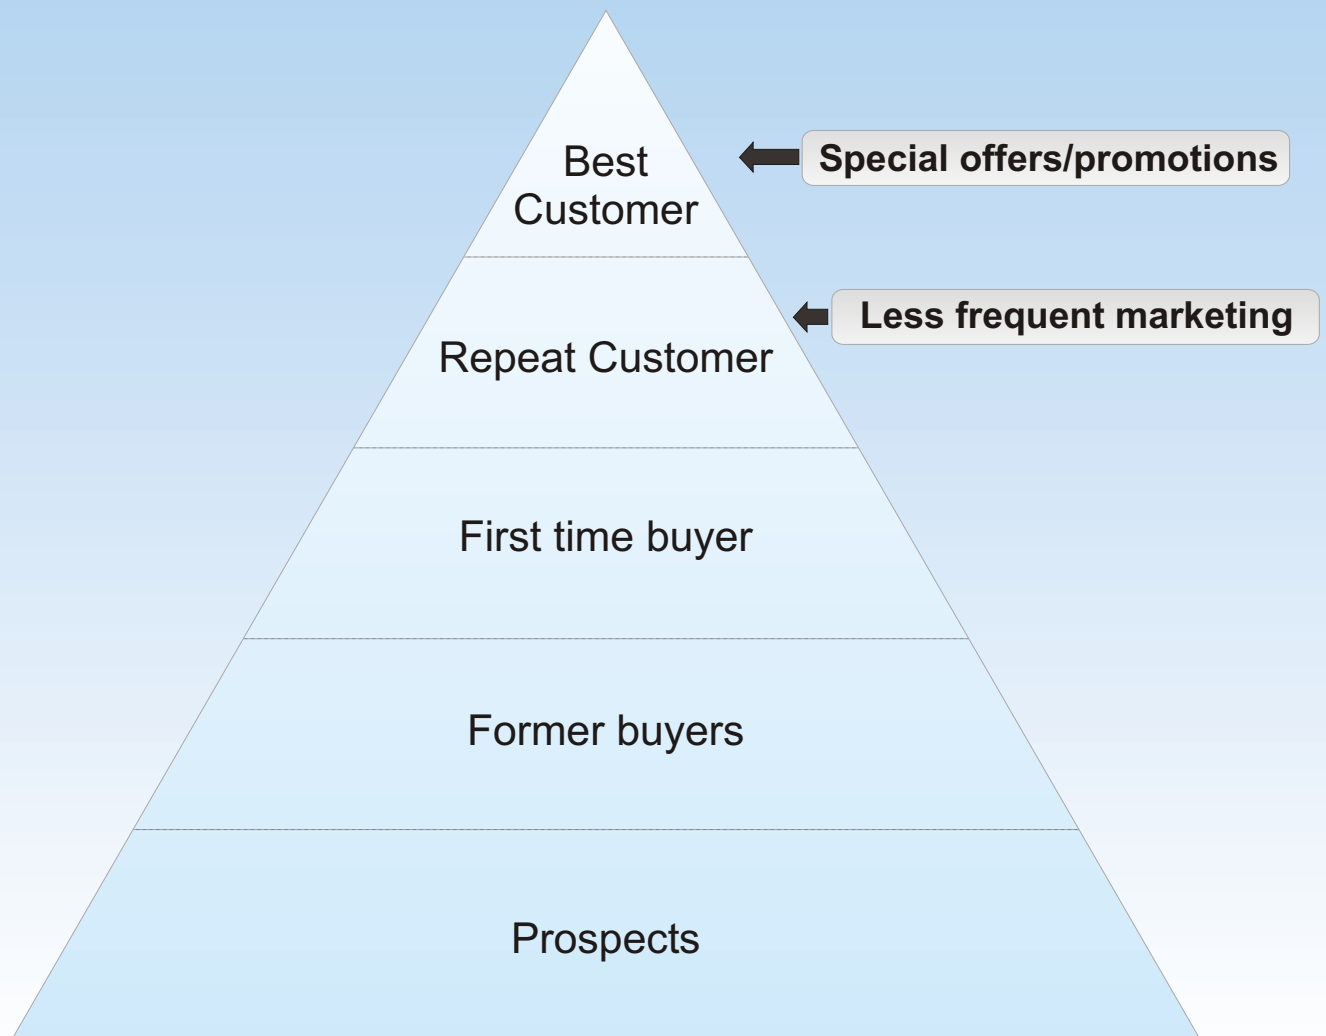 Best
Customer
Special offers/promotions
Less frequent marketing
Repeat Customer
First time buyer
Former buyers
Prospects